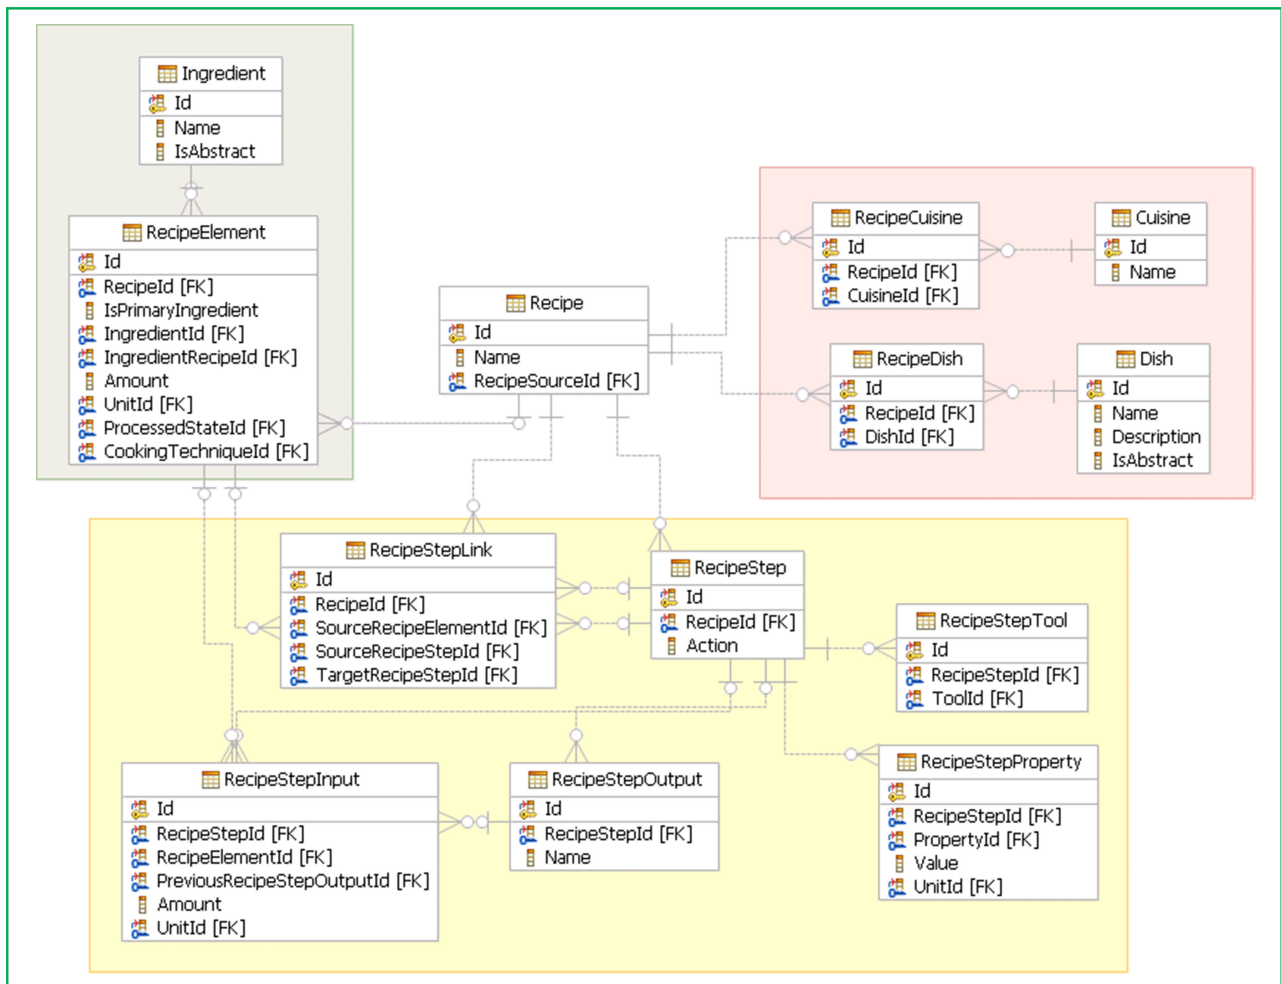 Ingredient
Id
Name
IsAbstract
RecipeElement
Id
RecipeId [FK]
IsPrimaryIngredient
IngredientId [FK]
IngredientRecipeId [FK]
Amount
UnitId [FK]
ProcessedStateId [FK]
CookingTechniqueId [FK]
Recipe
Id
Name
RecipeSourceId [FK]
RecipeCuisine
Id
RecipeId [FK]
CuisineId [FK]
Cuisine
Id
Name
RecipeDish
Id
RecipeId [FK]
DishId [FK]
Dish
Id
Name
Description
IsAbstract
RecipeStepLink
Id
RecipeId [FK]
SourceRecipeElementId [FK]
SourceRecipeStepId [FK]
TargetRecipeStepId [FK]
RecipeStep
Id
RecipeId [FK]
Action
RecipeStepTool
Id
RecipeStepId [FK]
ToolId [FK]
RecipeStepInput
Id
RecipeStepId [FK]
RecipeElementId [FK]
PreviousRecipeStepOutputId [FK]
Amount
UnitId [FK]
RecipeStepOutput
Id
RecipeStepId [FK]
Name
RecipeStepProperty
Id
RecipeStepId [FK]
PropertyId [FK]
Value
UnitId [FK]